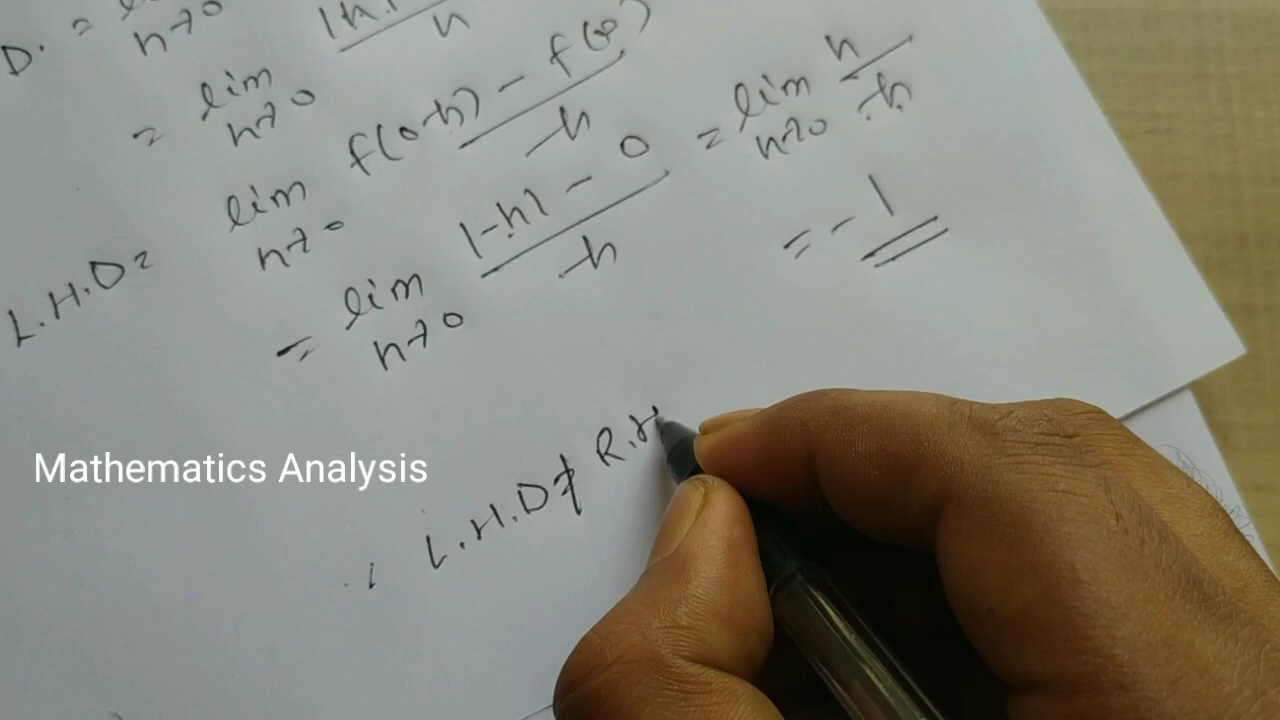 D. = lim h→0 |h| / h
= lim h→0
L.H.D = lim h→0 f(0-h) - f(0) / -h
= lim h→0 |-h| - 0 / -h = lim h→0 h / -h
= -1
∴ L.H.D ≠ R.H
Mathematics Analysis